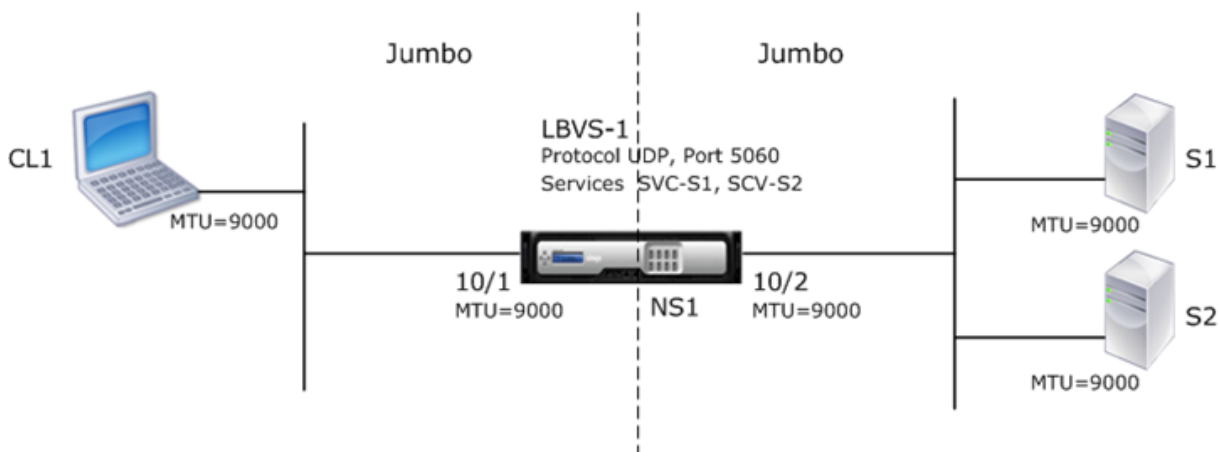 Jumbo
Jumbo
LBVS-1
Protocol UDP, Port 5060
Services SVC-S1, SCV-S2
CL1
MTU=9000
10/1
MTU=9000
NS1
10/2
MTU=9000
S1
MTU=9000
S2
MTU=9000